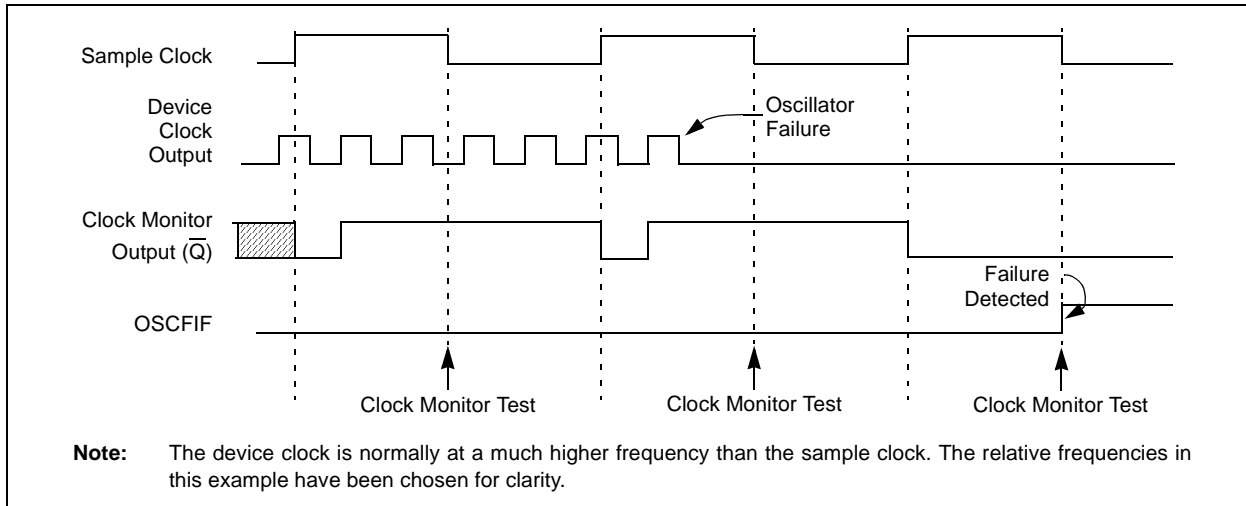 Sample Clock
Device
Clock
Output
Oscillator
Failure
Clock Monitor
Output (Q̅)
Failure
Detected
OSCFIF
Clock Monitor Test
Clock Monitor Test
Clock Monitor Test
Note: The device clock is normally at a much higher frequency than the sample clock. The relative frequencies in
this example have been chosen for clarity.